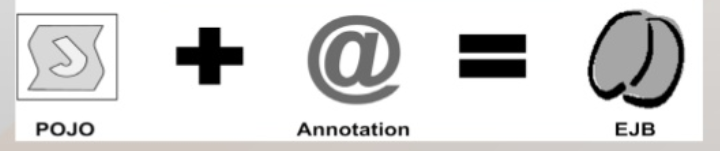 J + @ =
POJO Annotation EJB